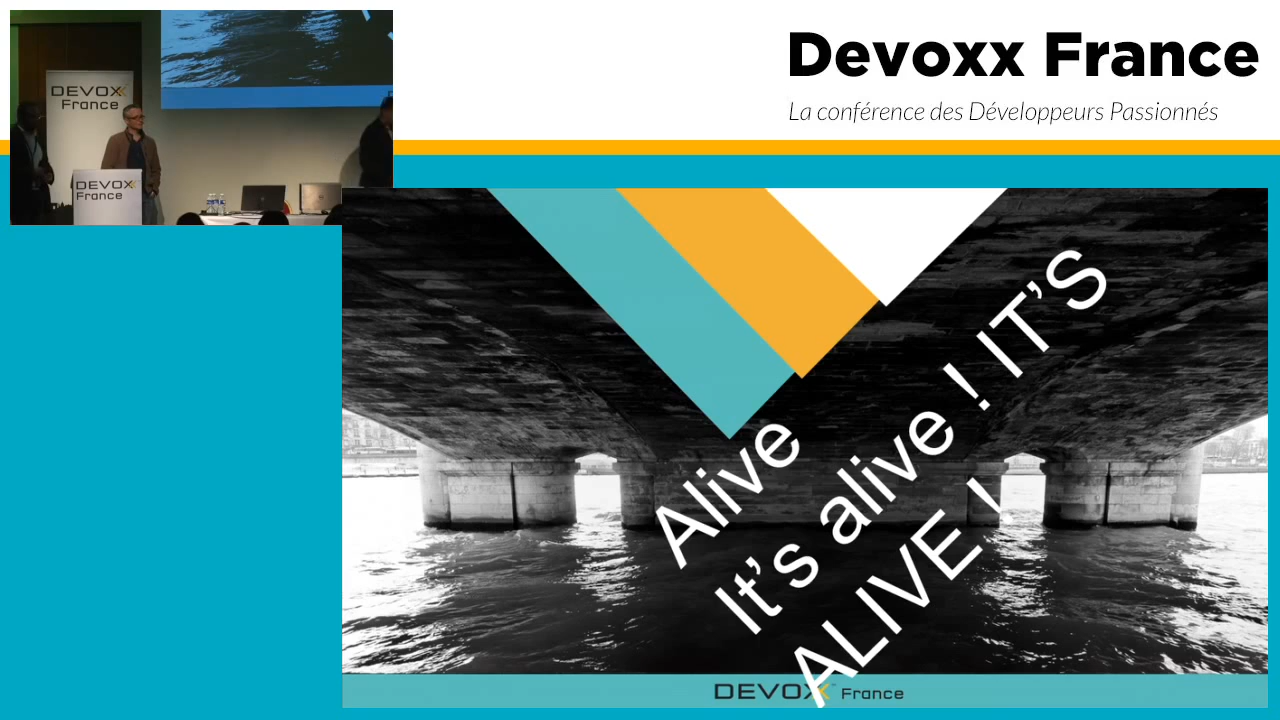 DEVOXX
France
DEVOXX
France
Devoxx France
La conférence des Développeurs Passionnés
Alive
It's alive ! IT'S
ALIVE !
DEVOXX France